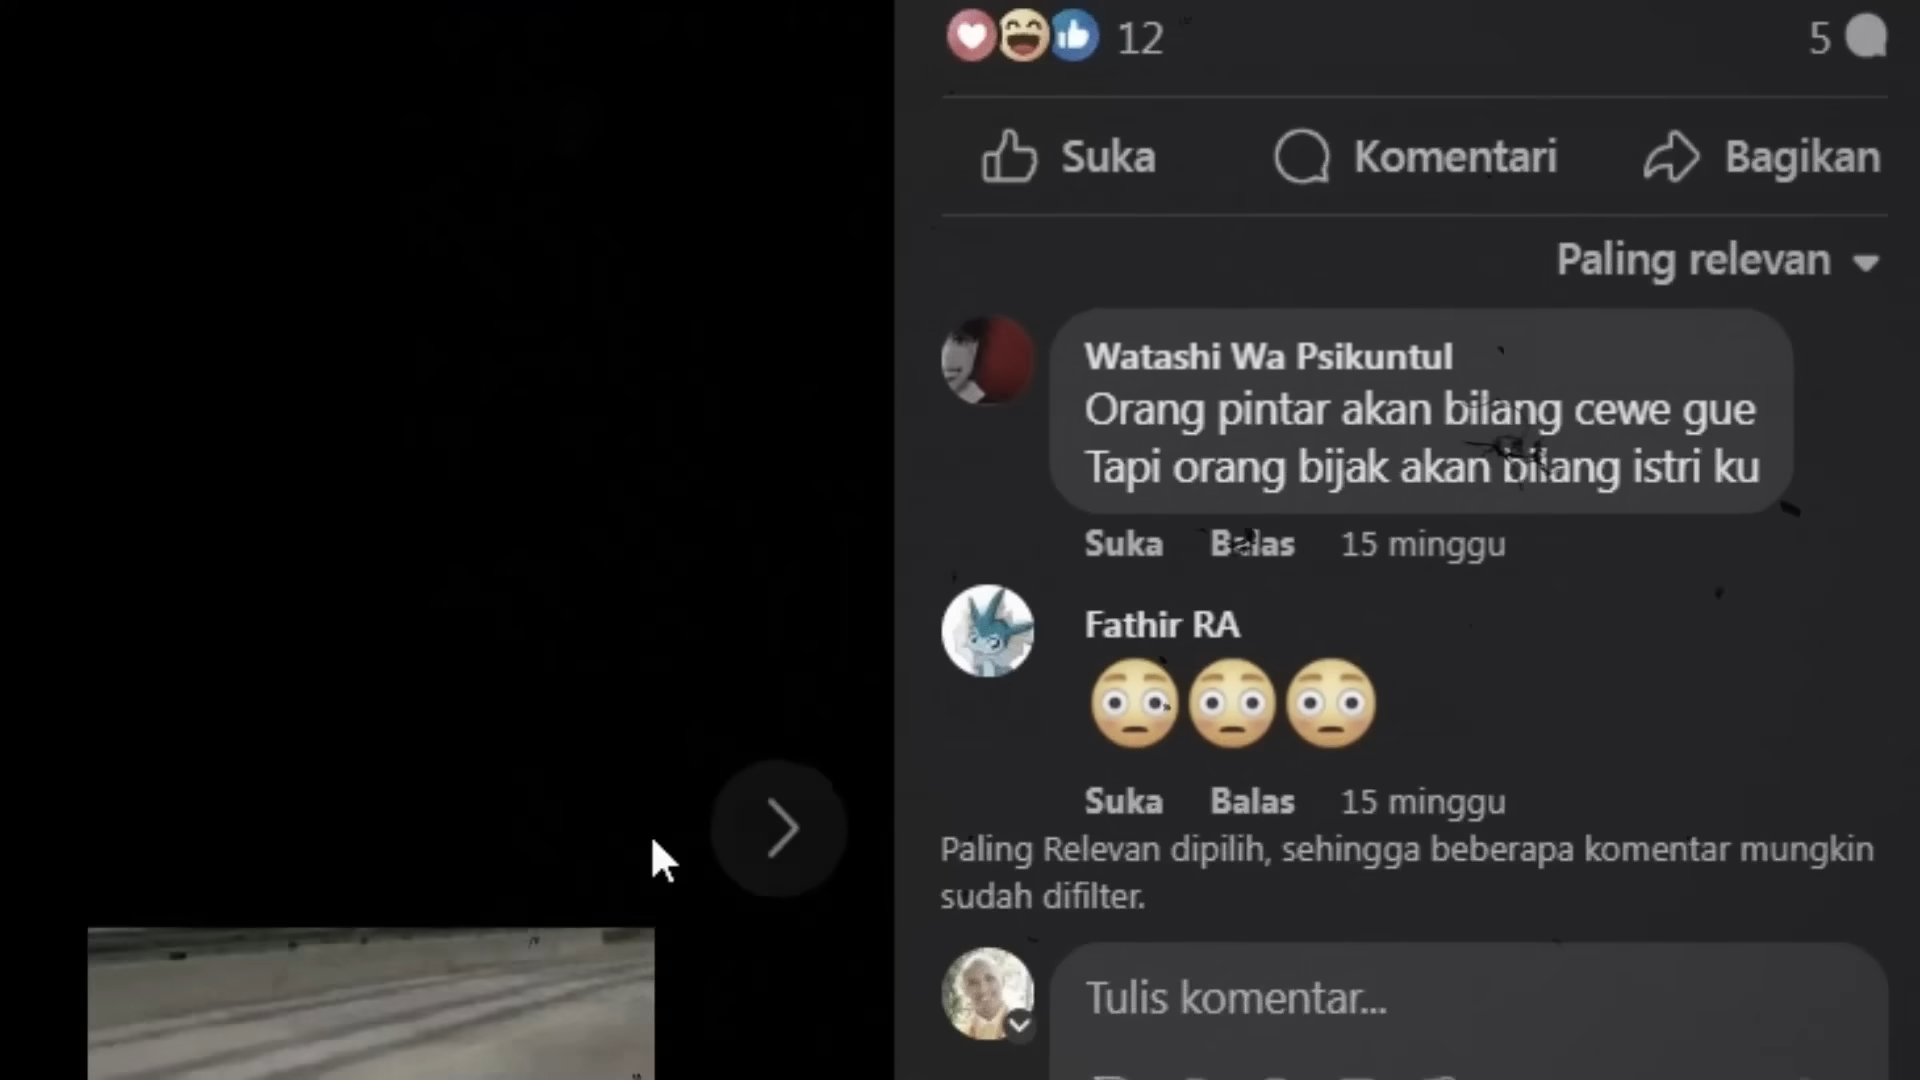 12
5
Suka Komentari Bagikan
Paling relevan
Watashi Wa Psikuntul
Orang pintar akan bilang cewe gue
Tapi orang bijak akan bilang istri ku
Suka Balas 15 minggu
Fathir RA
😳😳😳
Suka Balas 15 minggu
Paling Relevan dipilih, sehingga beberapa komentar mungkin
sudah difilter.
Tulis komentar...